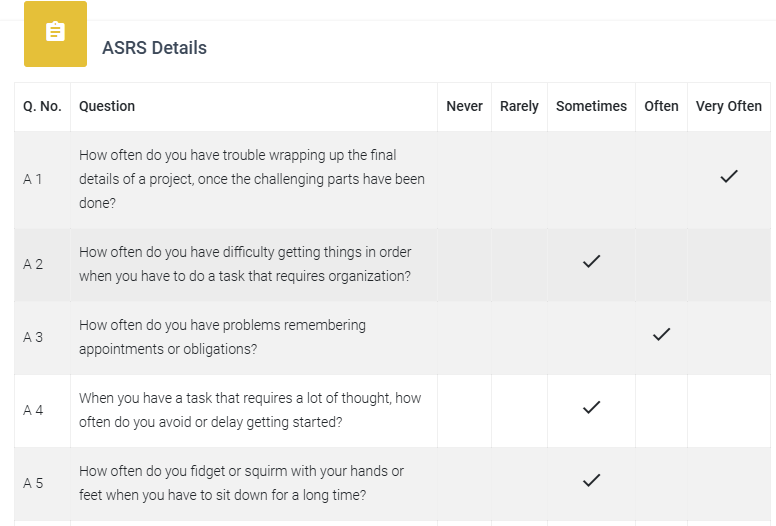 ASRS Details
Q. No. Question Never Rarely Sometimes Often Very Often
How often do you have trouble wrapping up the final
A 1 details of a project, once the challenging parts have been
done?
How often do you have difficulty getting things in order
A 2
when you have to do a task that requires organization?
How often do you have problems remembering
A 3
appointments or obligations?
When you have a task that requires a lot of thought, how
A 4
often do you avoid or delay getting started?
How often do you fidget or squirm with your hands or
A 5
feet when you have to sit down for a long time?